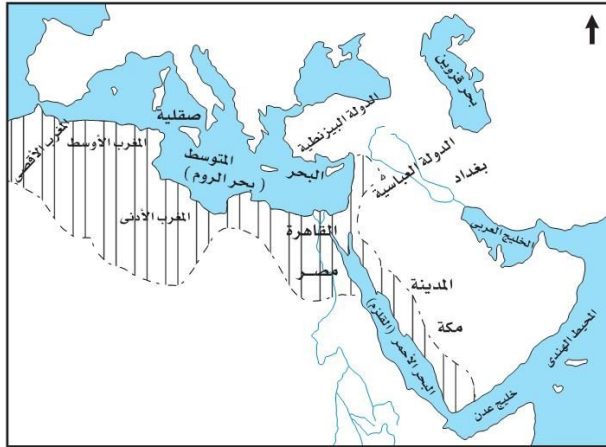 بحر قزوين
صقلية
الدولة البيزنطية
المغرب الأقصى
المغرب الأوسط
المتوسط
البحر
(بحر الروم)
الدولة العباسية
بغداد
المغرب الأدنى
القاهرة
مصر
الخليج العربي
المدينة
مكة
البحر الأحمر (القلزم)
المحيط الهندى
خليج عدن